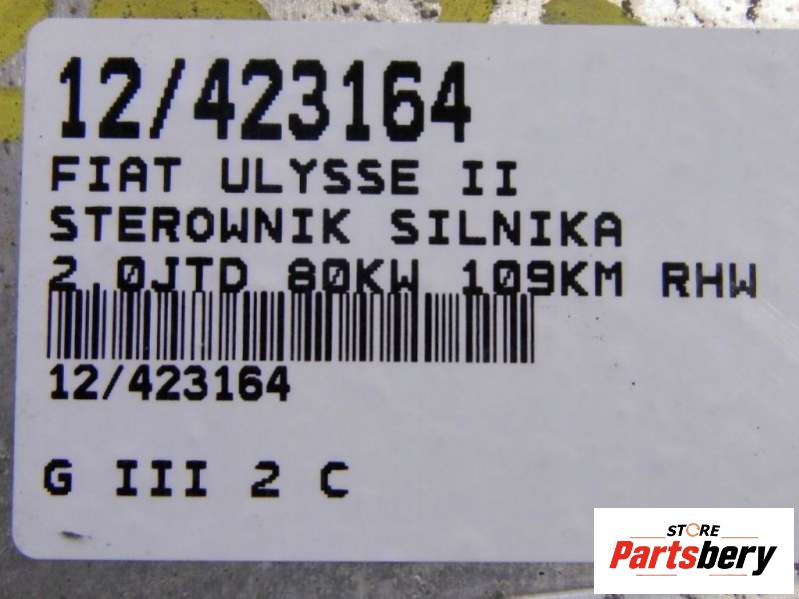 12/423164
FIAT ULYSSE II
STEROWNIK SILNIKA
2.0JTD 80KW 109KM RHW
12/423164
G III 2 C
STORE
Partsbery